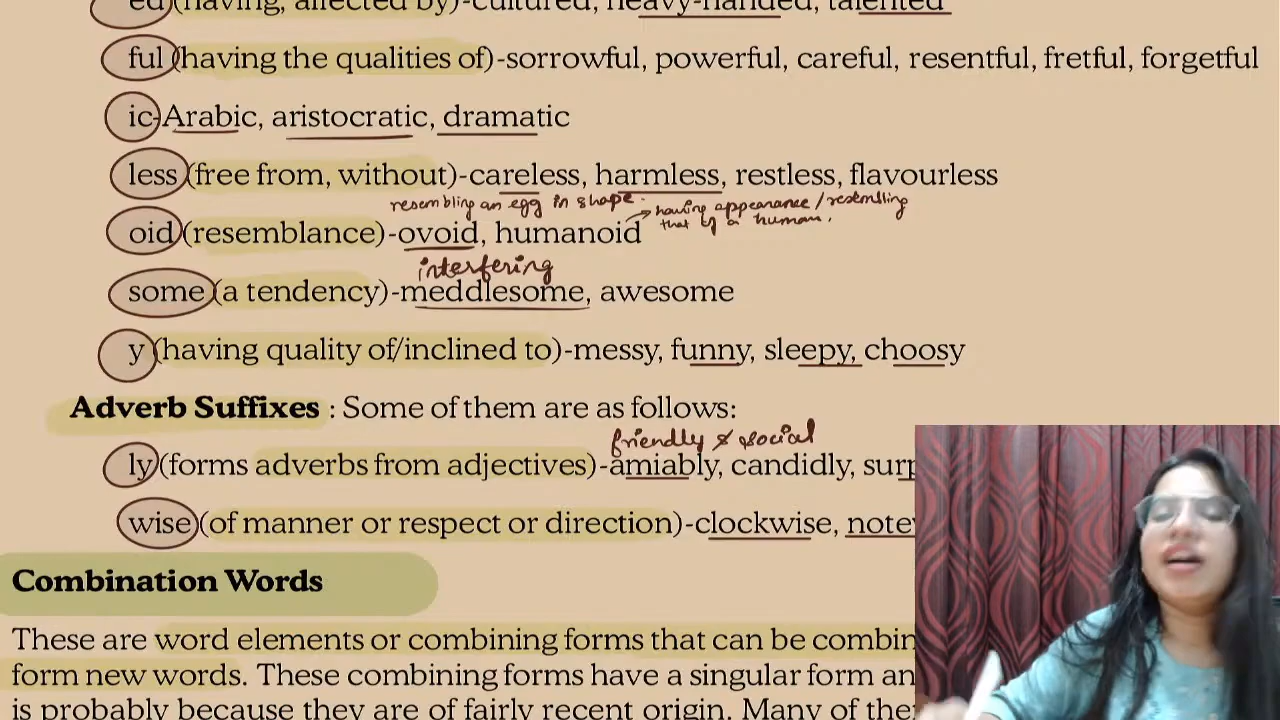 ed (having, affected by)-cultured, heavy-handed, talented
ful (having the qualities of)-sorrowful, powerful, careful, resentful, fretful, forgetful
ic-Arabic, aristocratic, dramatic
less (free from, without)-careless, harmless, restless, flavourless
resembling an egg in shape. → having appearance/resembling
that of a human.
oid (resemblance)-ovoid, humanoid
interfering
some (a tendency)-meddlesome, awesome
y (having quality of/inclined to)-messy, funny, sleepy, choosy
Adverb Suffixes : Some of them are as follows:
friendly & social
ly (forms adverbs from adjectives)-amiably, candidly,
wise (of manner or respect or direction)-clockwise,
Combination Words
These are word elements or combining forms that can be
form new words. These combining forms have a singular form
is probably because they are of fairly recent origin. Many of